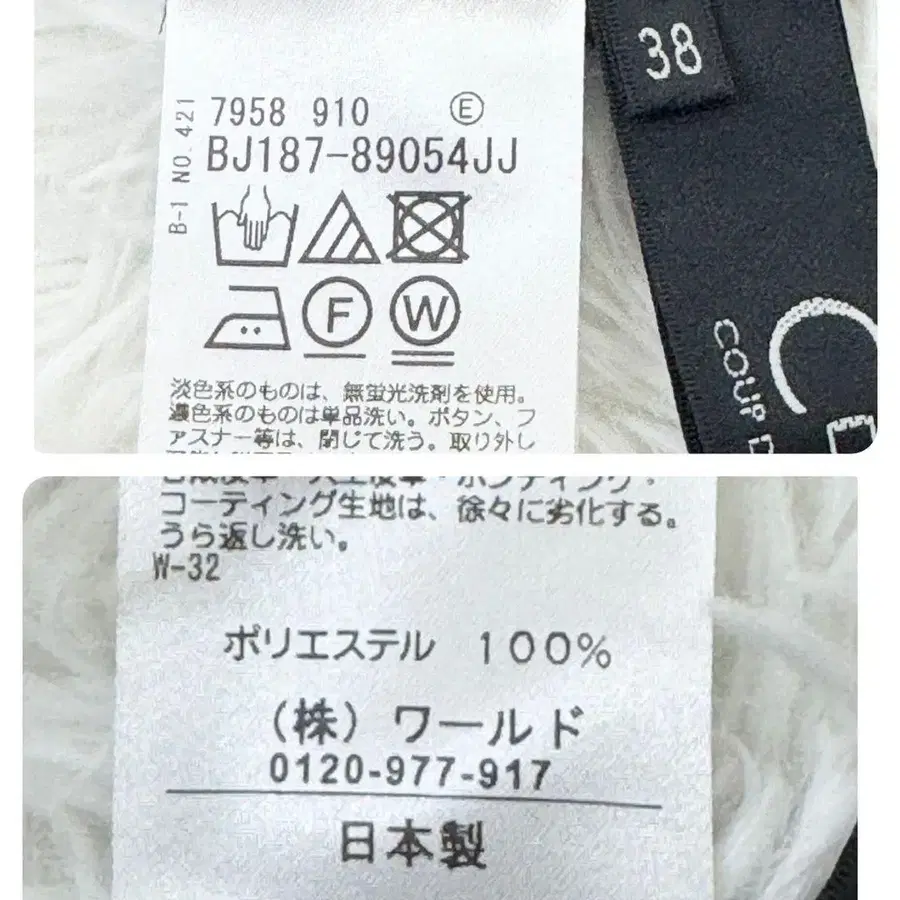 38
7958 910 Ⓔ
BJ187-89054JJ
B-1 NO.421
F
W
淡色系のものは、無蛍光洗剤を使用。
濃色系のものは単品洗い。ボタン、フ
ァスナー等は、閉じて洗う。取り外し
COUP D
コーティング生地は、徐々に劣化する。
うら返し洗い。
W-32
ポリエステル 100%
(株)ワールド
0120-977-917
日本製